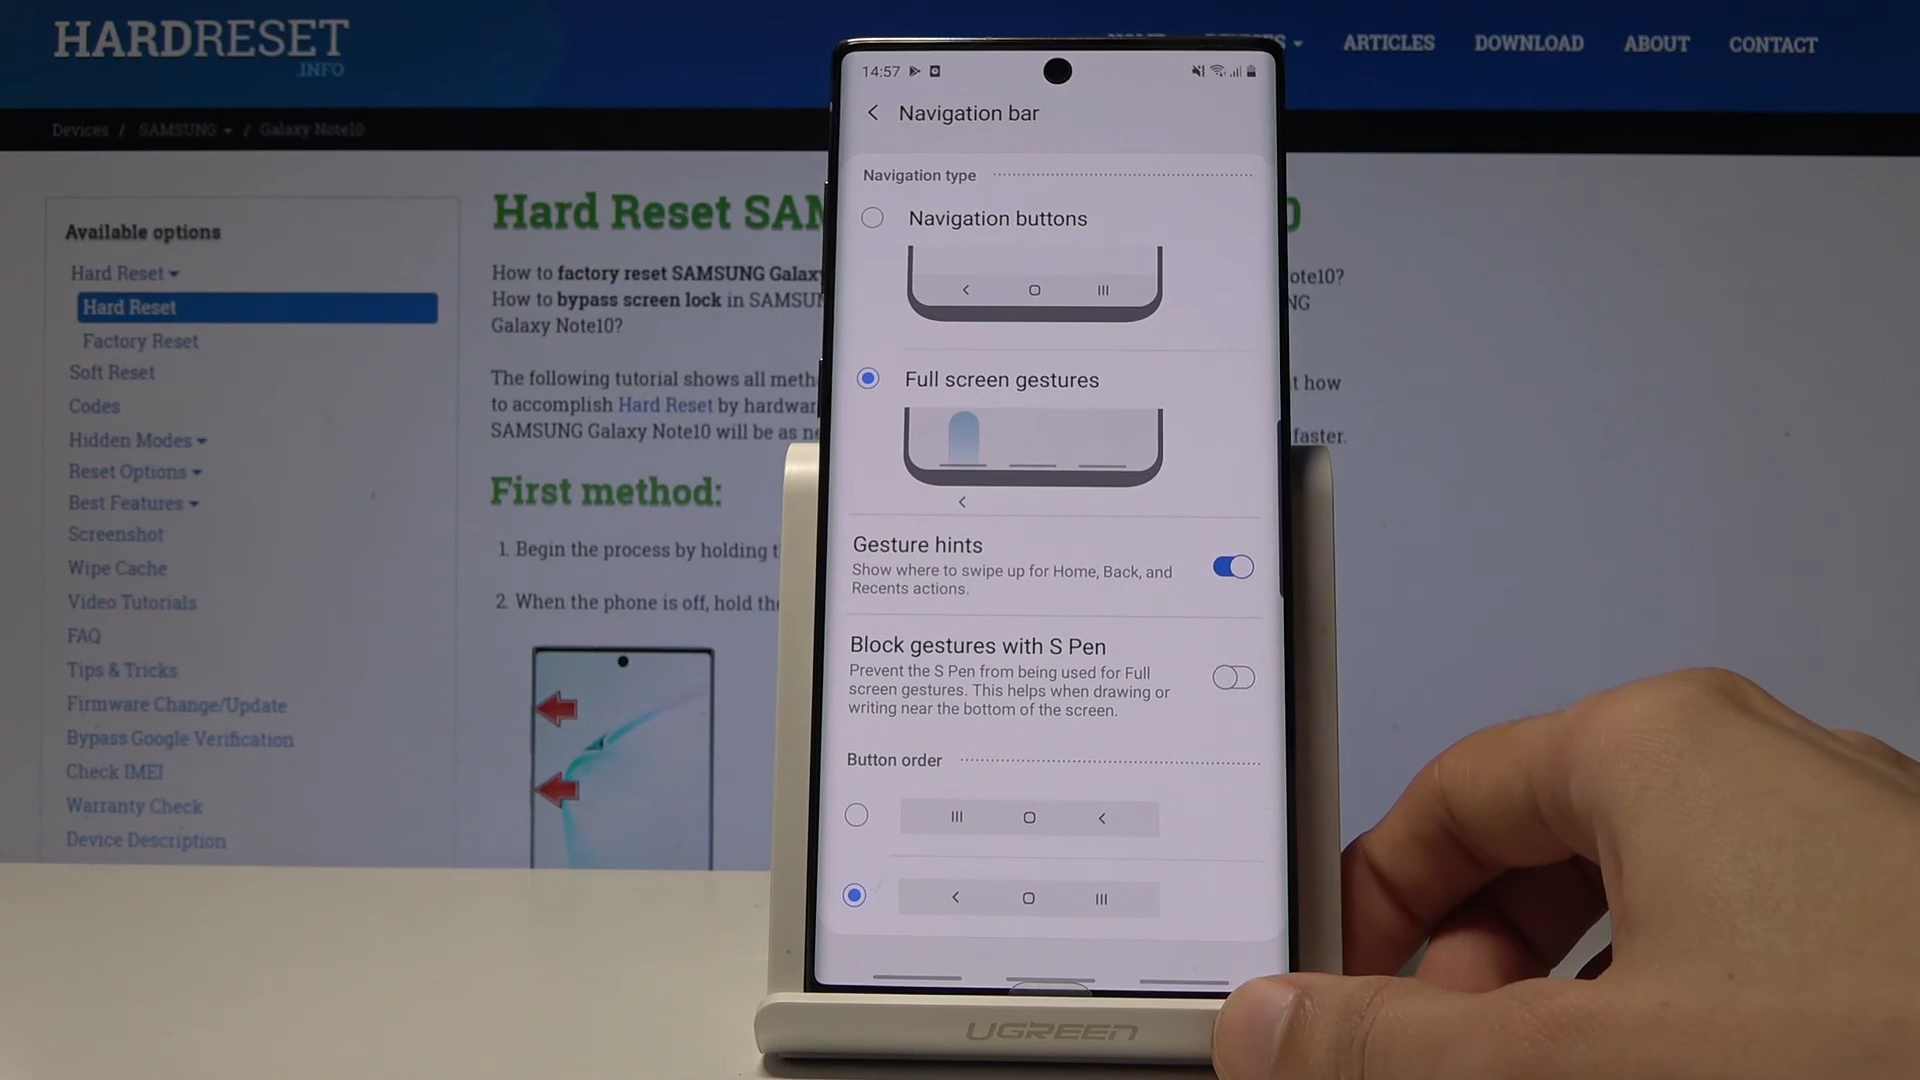 HARDRESET
.INFO
ARTICLES
DOWNLOAD
ABOUT
CONTACT
Devices / SAMSUNG / Galaxy Note10
Available options
Hard Reset
Hard Reset
Factory Reset
Soft Reset
Codes
Hidden Modes
Reset Options
Best Features
Screenshot
Wipe Cache
Video Tutorials
FAQ
Tips & Tricks
Firmware Change/Update
Bypass Google Verification
Check IMEI
Warranty Check
Device Description
Hard Reset SAM
How to factory reset SAMSUNG Galax
How to bypass screen lock in SAMSU
Galaxy Note10?
The following tutorial shows all meth
to accomplish Hard Reset by hardwar
SAMSUNG Galaxy Note10 will be as ne
ote10?
NG
t how
faster.
First method:
1. Begin the process by holding t
2. When the phone is off, hold the
14:57
Navigation bar
Navigation type
Navigation buttons
Full screen gestures
Gesture hints
Show where to swipe up for Home, Back, and
Recents actions.
Block gestures with S Pen
Prevent the S Pen from being used for Full
screen gestures. This helps when drawing or
writing near the bottom of the screen.
Button order
UGREEN